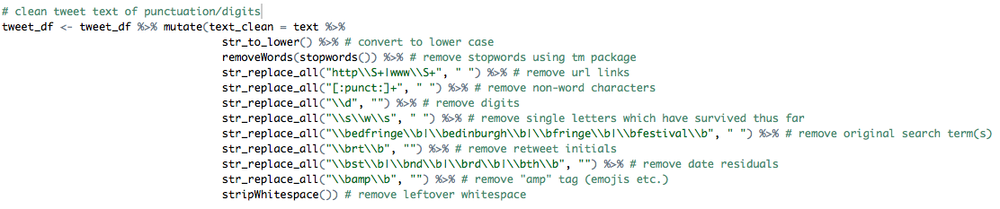 # clean tweet text of punctuation/digits
tweet_df <- tweet_df %>% mutate(text_clean = text %>%
str_to_lower() %>% # convert to lower case
removeWords(stopwords()) %>% # remove stopwords using tm package
str_replace_all("http\\S+|www\\S+", " ") %>% # remove url links
str_replace_all("[:punct:]+", " ") %>% # remove non-word characters
str_replace_all("\\d", "") %>% # remove digits
str_replace_all("\\s\\w\\s", " ") %>% # remove single letters which have survived thus far
str_replace_all("\\bedfringe\\b|\\bedinburgh\\b|\\bfringe\\b|\\bfestival\\b", " ") %>% # remove original search term(s)
str_replace_all("\\brt\\b", "") %>% # remove retweet initials
str_replace_all("\\bst\\b|\\bnd\\b|\\brd\\b|\\bth\\b", "") %>% # remove date residuals
str_replace_all("\\bamp\\b", "") %>% # remove "amp" tag (emojis etc.)
stripWhitespace()) # remove leftover whitespace